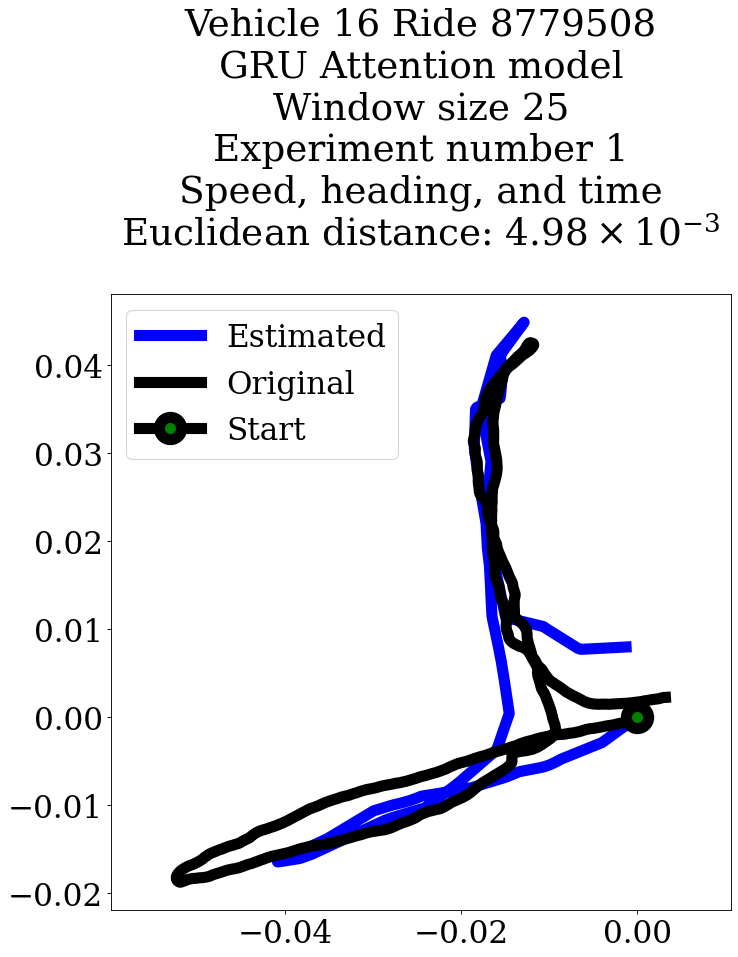 Vehicle 16 Ride 8779508
GRU Attention model
Window size 25
Experiment number 1
Speed, heading, and time
Euclidean distance: 4.98 × 10⁻³
Estimated
Original
Start
0.04
0.03
0.02
0.01
0.00
−0.01
−0.02
−0.04
−0.02
0.00